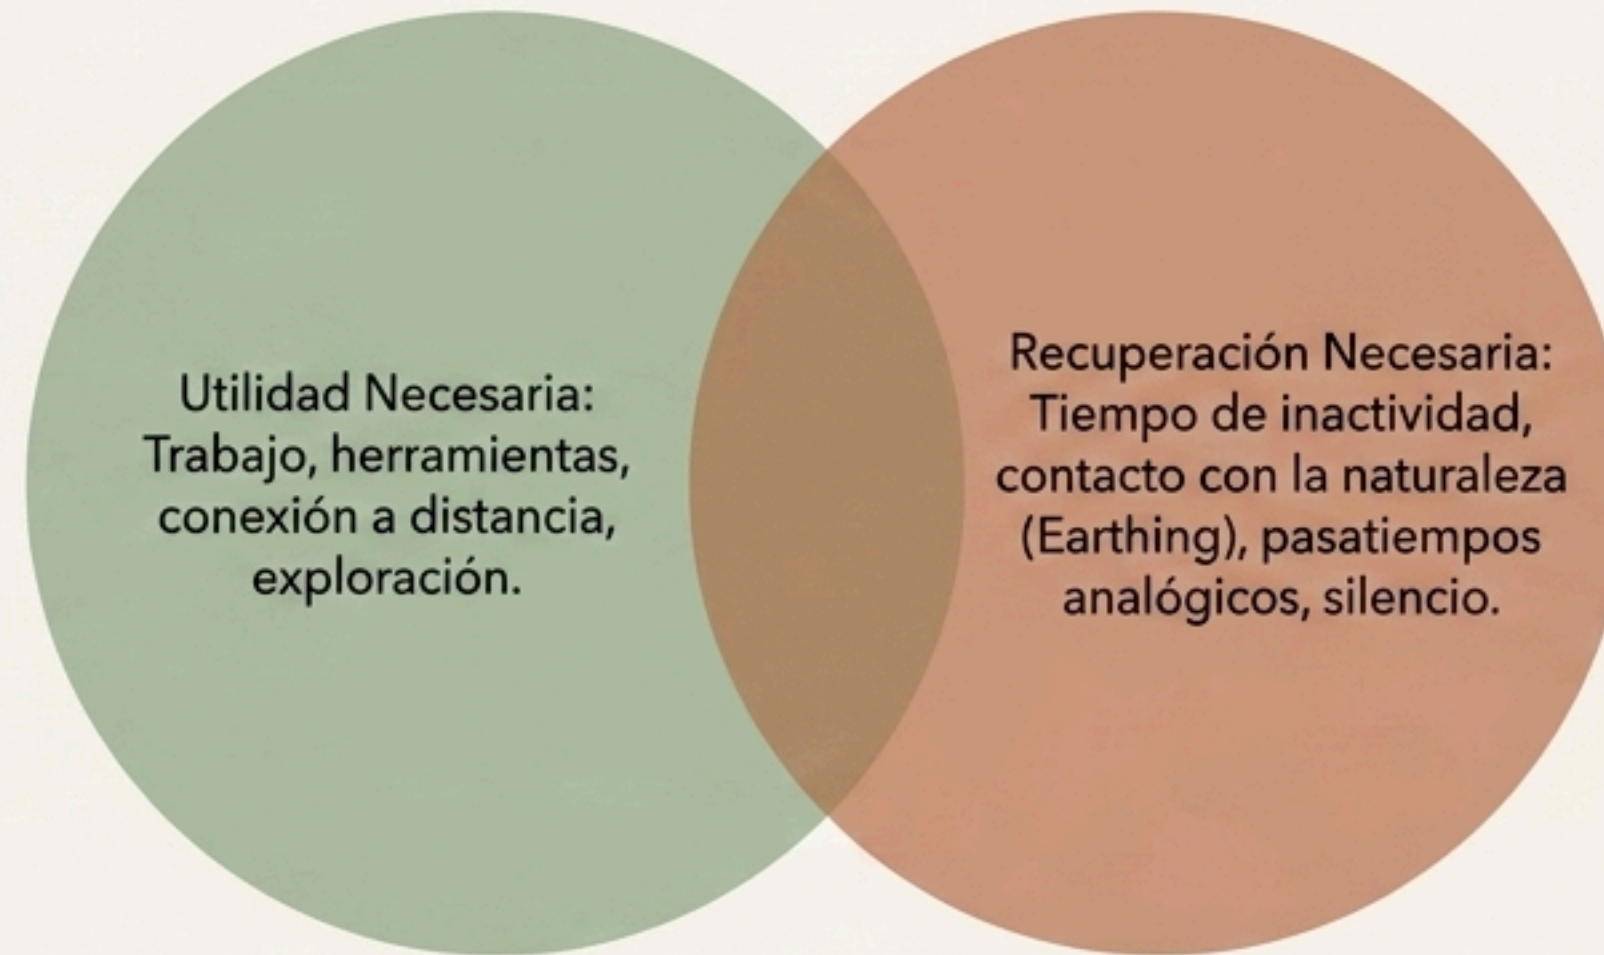 Utilidad Necesaria:
Trabajo, herramientas,
conexión a distancia,
exploración.
Recuperación Necesaria:
Tiempo de inactividad,
contacto con la naturaleza
(Earthing), pasatiempos
analógicos, silencio.